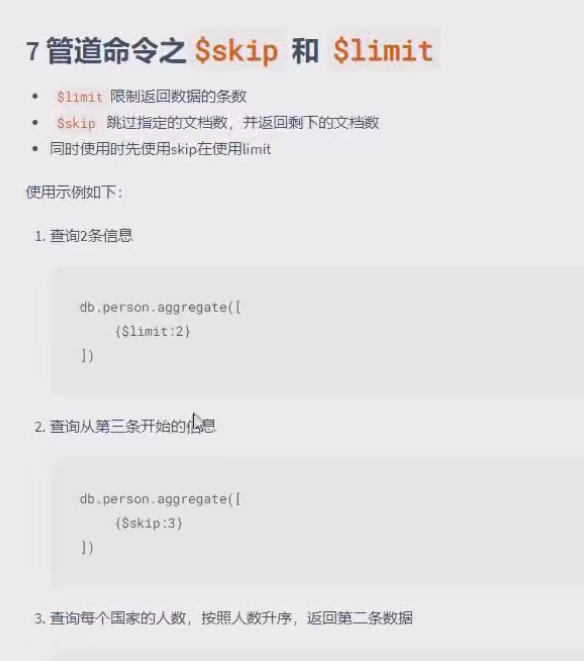 7 管道命令之 $skip 和 $limit
• $limit 限制返回数据的条数
• $skip 跳过指定的文档数，并返回剩下的文档数
• 同时使用时先使用skip在使用limit
使用示例如下：
1. 查询2条信息
db.person.aggregate([
{$limit:2}
])
2. 查询从第三条开始的信息
db.person.aggregate([
{$skip:3}
])
3. 查询每个国家的人数，按照人数升序，返回第二条数据